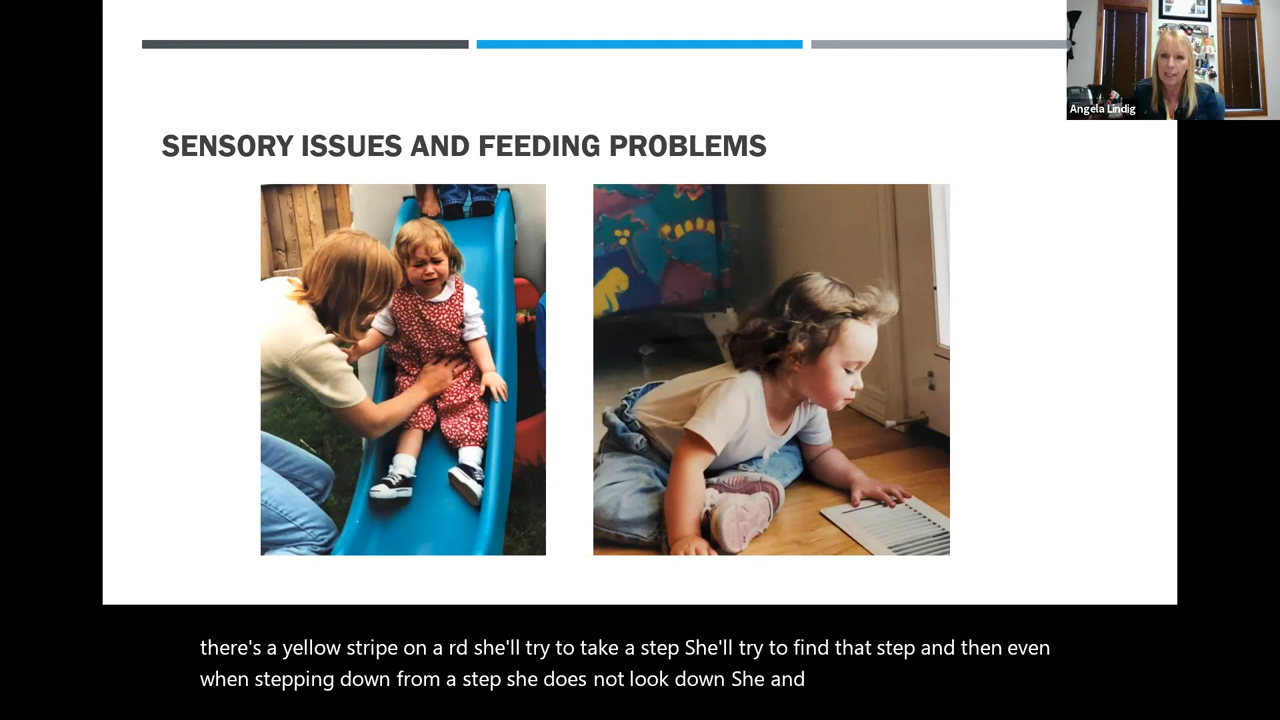 Angela Lindig
SENSORY ISSUES AND FEEDING PROBLEMS
there's a yellow stripe on a rd she'll try to take a step She'll try to find that step and then even
when stepping down from a step she does not look down She and